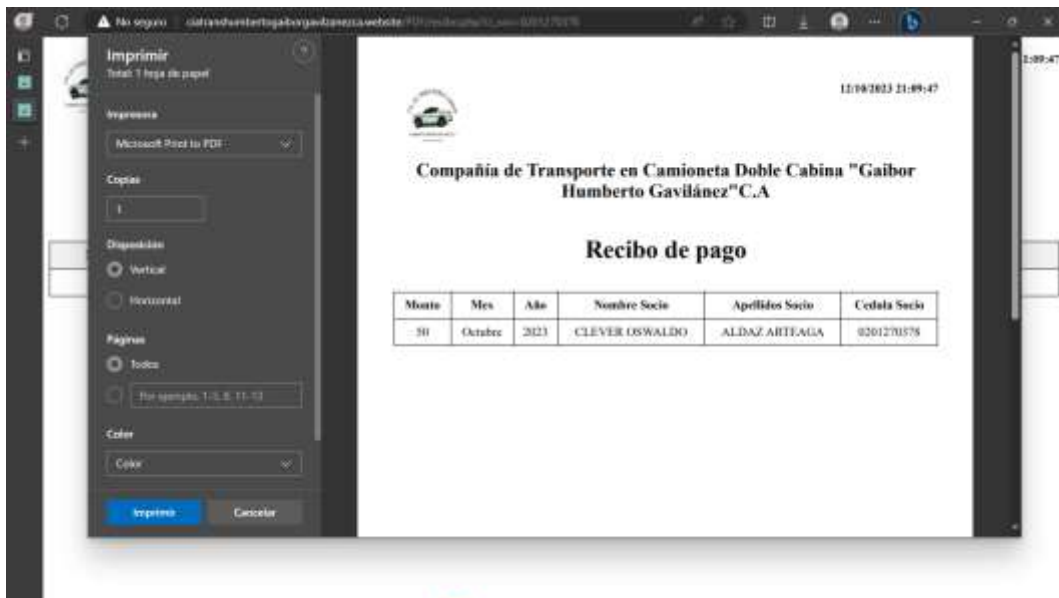 No seguro
Imprimir
Total: 1 hoja de papel
Impresora
Microsoft Print to PDF
Copias
1
Disposición
Vertical
Horizontal
Páginas
Todos
Por ejemplo, 1-5, 8, 11-13
Color
Color
Imprimir Cancelar
12/10/2023 21:09:47
Compañía de Transporte en Camioneta Doble Cabina "Gaibor
Humberto Gavilánez"C.A
Recibo de pago
Monto Mes Año Nombre Socio Apellidos Socio Cedula Socio
50 Octubre 2023 CLEVER OSWALDO ALDAZ ARTEAGA